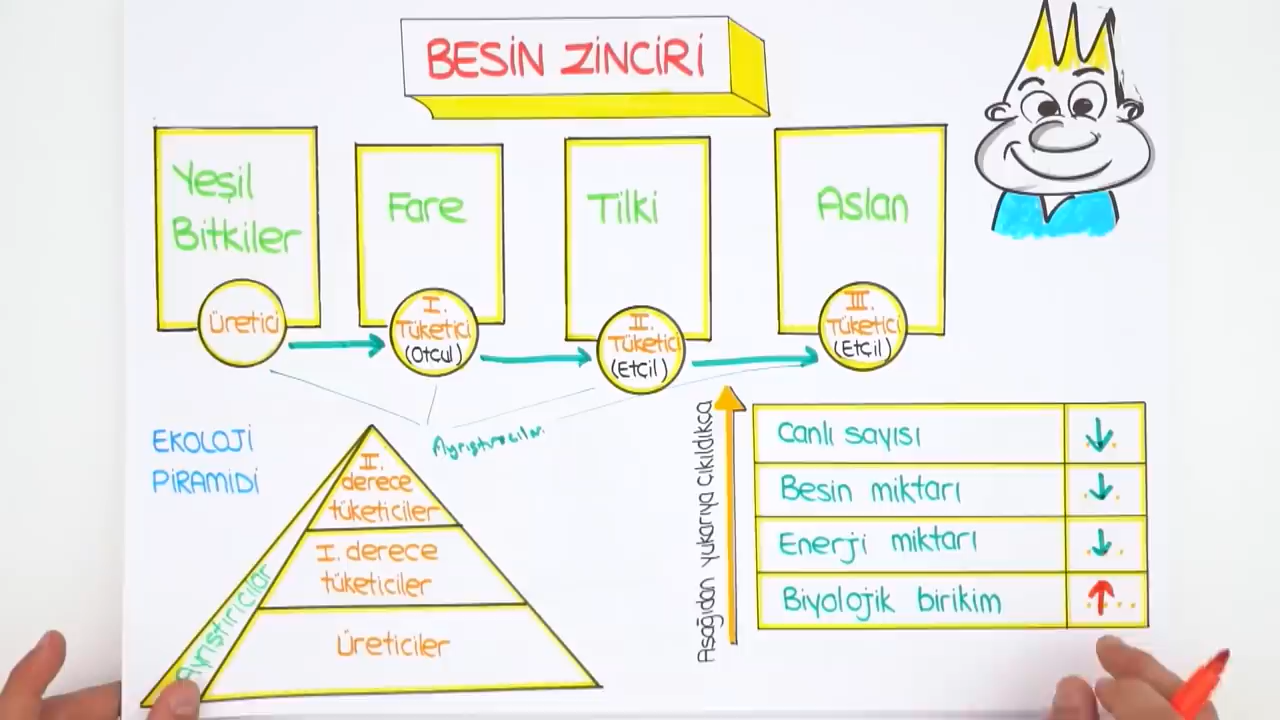 BESİN ZİNCİRİ
Yeşil
Bitkiler
Üretici
Fare
I.
Tüketici
(Otçul)
Tilki
II.
Tüketici
(Etçil)
Aslan
III.
Tüketici
(Etçil)
Ayrıştırıcılar
EKOLOJİ
PİRAMİDİ
II.
derece
tüketiciler
I. derece
tüketiciler
Üreticiler
Ayrıştırıcılar
Aşağıdan yukarıya çıkıldıkça
Canlı sayısı
Besin miktarı
Enerji miktarı
Biyolojik birikim